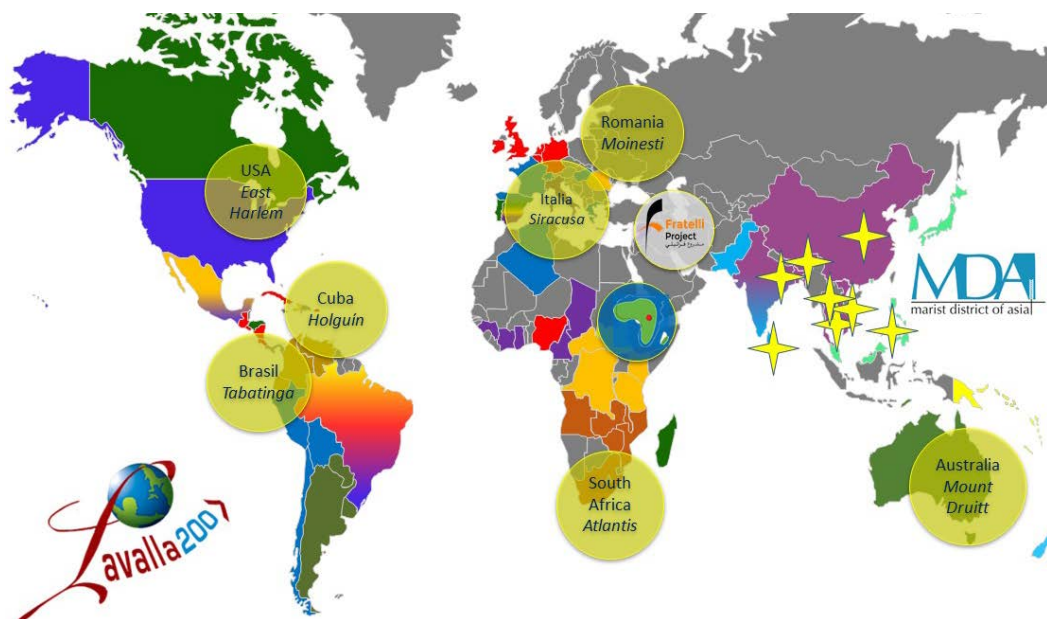 USA
East
Harlem
Cuba
Holguín
Brasil
Tabatinga
Romania
Moinesti
Italia
Siracusa
Fratelli
Project
South
Africa
Atlantis
MDA
marist district of asia
Australia
Mount
Druitt
Lavalla200